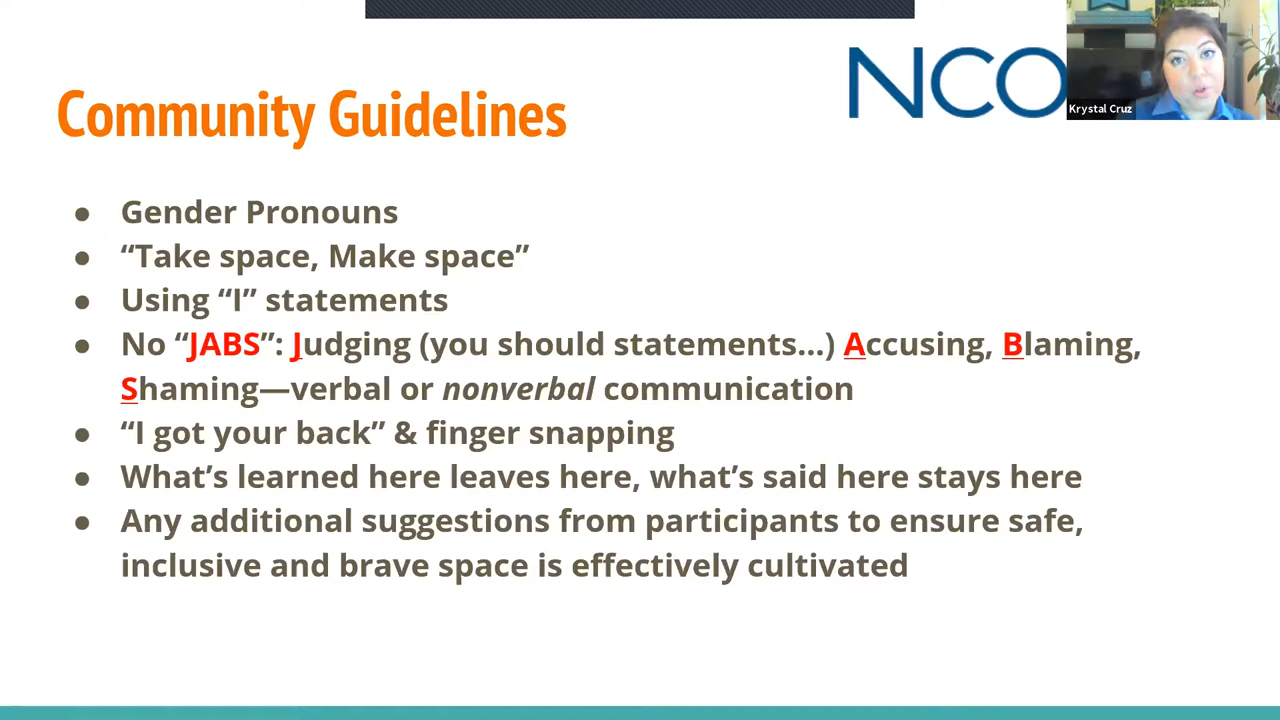 NCO
Krystal Cruz
Community Guidelines
● Gender Pronouns
● “Take space, Make space”
● Using “I” statements
● No “JABS”: Judging (you should statements...) Accusing, Blaming,
Shaming—verbal or nonverbal communication
● “I got your back” & finger snapping
● What’s learned here leaves here, what’s said here stays here
● Any additional suggestions from participants to ensure safe,
inclusive and brave space is effectively cultivated